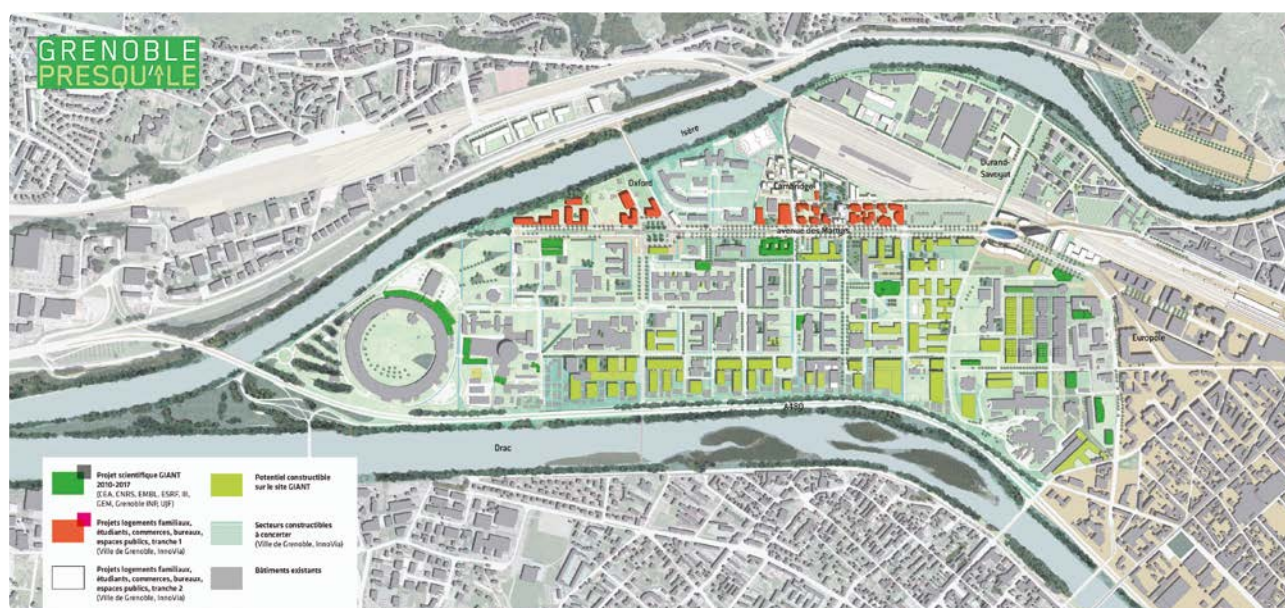 GRENOBLE
PRESQU'ILE
Isère
Oxford
Cambridge
Durand-
Savoyat
avenue des Martyrs
Europole
A480
Drac
Projet scientifique GIANT
2010-2017
(CEA, CNRS, EMBL, ESRF, Ill,
GEM, Grenoble INP, UJF)
Projets logements familiaux,
étudiants, commerces, bureaux,
espaces publics, tranche 1
(Ville de Grenoble, InnoVia)
Projets logements familiaux,
étudiants, commerces, bureaux,
espaces publics, tranche 2
(Ville de Grenoble, InnoVia)
Potentiel constructible
sur le site GIANT
Secteurs constructibles
à concerter
(Ville de Grenoble, InnoVia)
Bâtiments existants